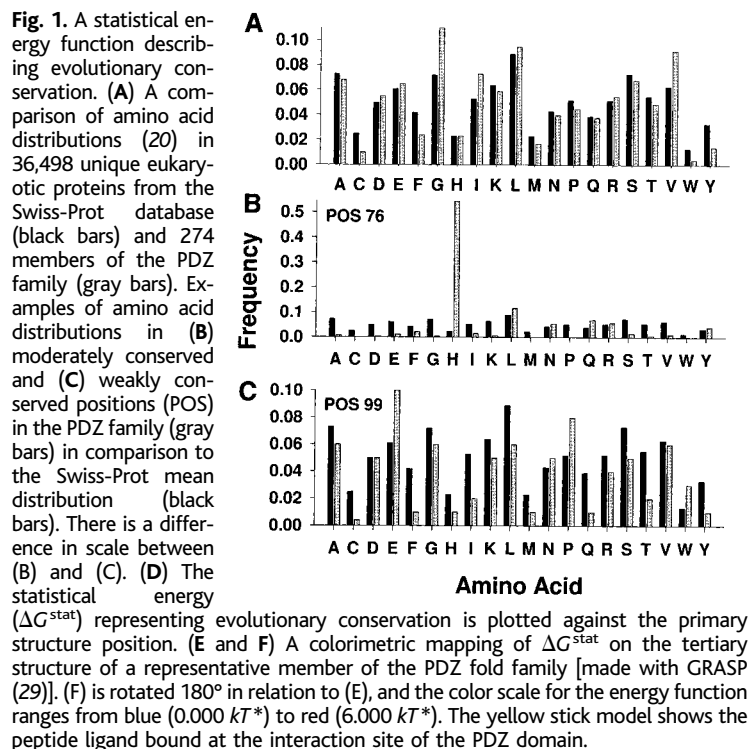 Fig. 1. A statistical en-
ergy function describ-
ing evolutionary con-
servation. (A) A com-
parison of amino acid
distributions (20) in
36,498 unique eukary-
otic proteins from the
Swiss-Prot database
(black bars) and 274
members of the PDZ
family (gray bars). Ex-
amples of amino acid
distributions in (B)
moderately conserved
and (C) weakly con-
served positions (POS)
in the PDZ family (gray
bars) in comparison to
the Swiss-Prot mean
distribution (black
bars). There is a differ-
ence in scale between
(B) and (C). (D) The
statistical energy
(ΔG^stat) representing evolutionary conservation is plotted against the primary
structure position. (E and F) A colorimetric mapping of ΔG^stat on the tertiary
structure of a representative member of the PDZ fold family [made with GRASP
(29)]. (F) is rotated 180° in relation to (E), and the color scale for the energy function
ranges from blue (0.000 kT*) to red (6.000 kT*). The yellow stick model shows the
peptide ligand bound at the interaction site of the PDZ domain.
A
0.10
0.08
0.06
0.04
0.02
0.00
A C D E F G H I K L M N P Q R S T V W Y
B
POS 76
0.5
0.4
0.3
0.2
0.1
0.0
A C D E F G H I K L M N P Q R S T V W Y
Frequency
C
POS 99
0.10
0.08
0.06
0.04
0.02
0.00
A C D E F G H I K L M N P Q R S T V W Y
Amino Acid